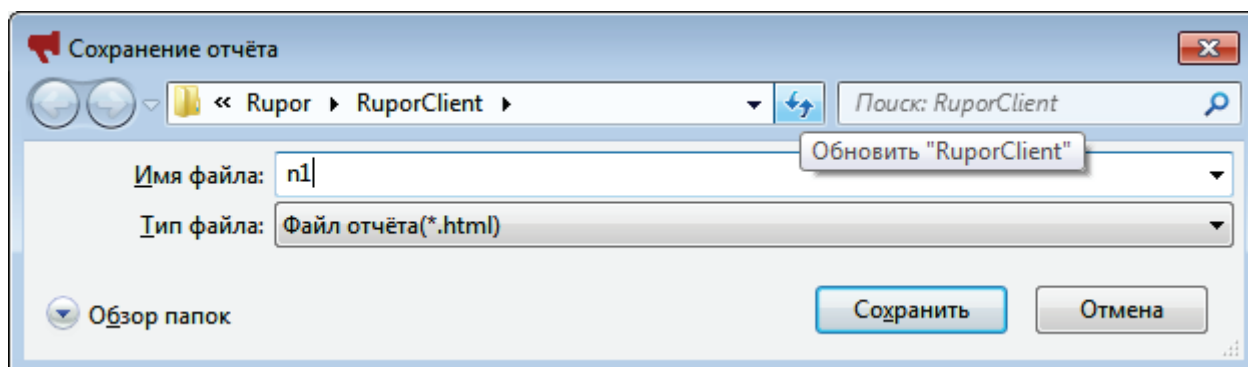 Сохранение отчёта
« Rupor ▸ RuporClient ▸
Поиск: RuporClient
Обновить "RuporClient"
Имя файла: n1
Тип файла: Файл отчёта(*.html)
Обзор папок
Сохранить
Отмена